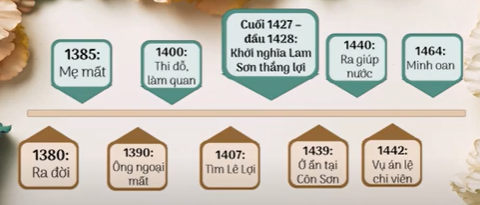 1385:
Mẹ mất
1400:
Thi đỗ,
làm quan
Cuối 1427 –
đầu 1428:
Khởi nghĩa Lam
Sơn thắng lợi
1440:
Ra giúp
nước
1464:
Minh oan
1380:
Ra đời
1390:
Ông ngoại
mất
1407:
Tìm Lê Lợi
1439:
Ở ẩn tại
Côn Sơn
1442:
Vụ án lệ
chi viên